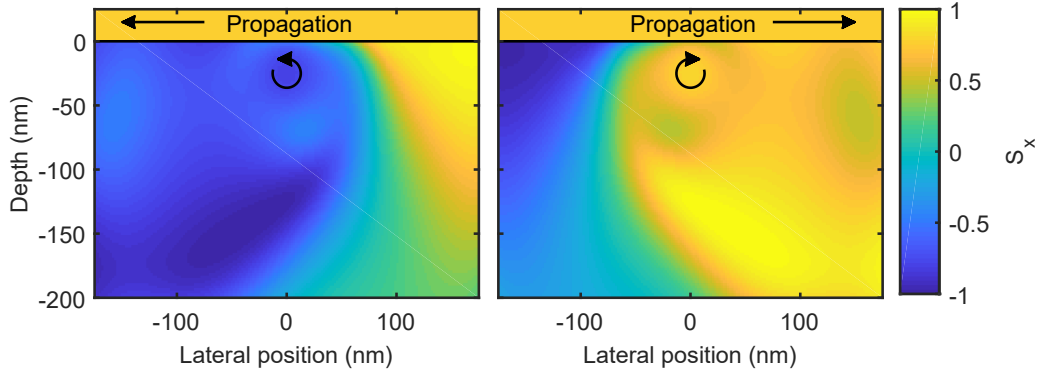 Propagation Propagation
0
-50
-100
-150
-200
Depth (nm)
-100 0 100
Lateral position (nm)
-100 0 100
Lateral position (nm)
1
0.5
0
-0.5
-1
S_x